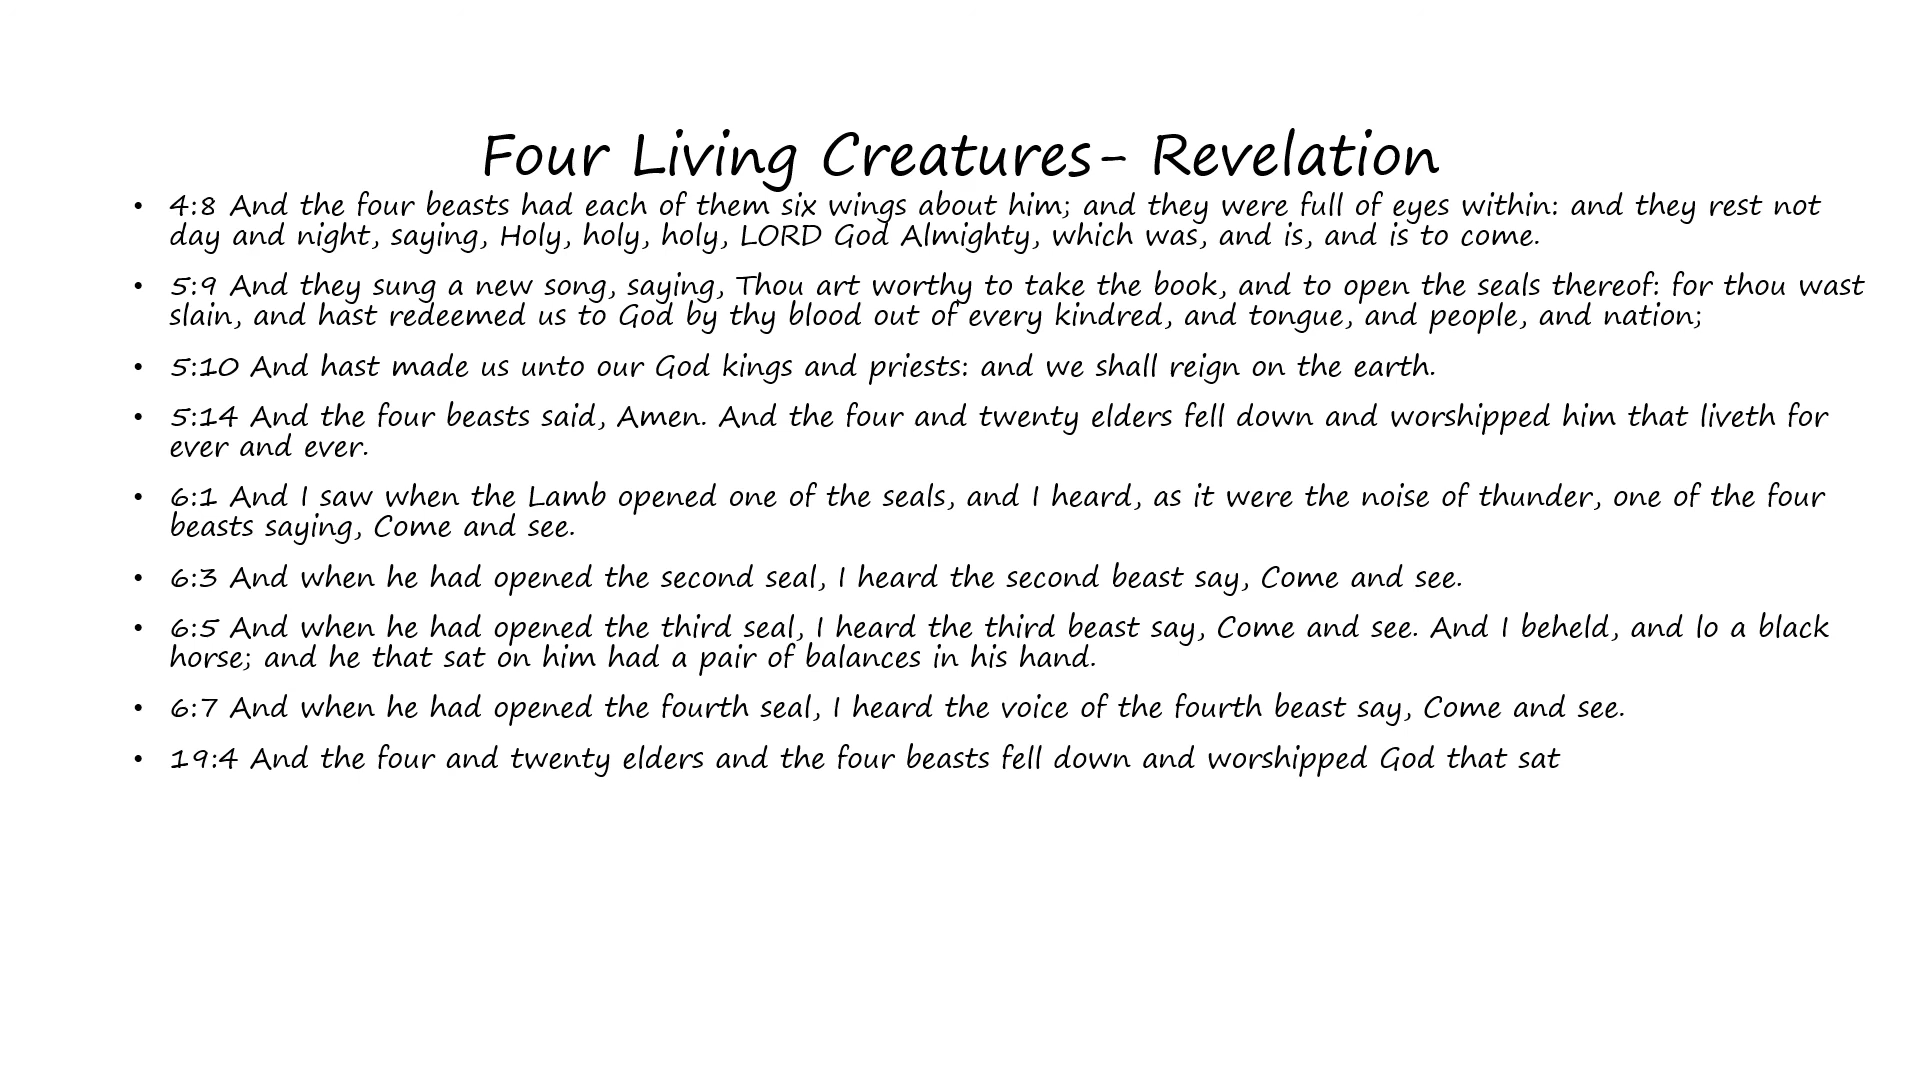 Four Living Creatures- Revelation
• 4:8 And the four beasts had each of them six wings about him; and they were full of eyes within: and they rest not
day and night, saying, Holy, holy, holy, LORD God Almighty, which was, and is, and is to come.
• 5:9 And they sung a new song, saying, Thou art worthy to take the book, and to open the seals thereof: for thou wast
slain, and hast redeemed us to God by thy blood out of every kindred, and tongue, and people, and nation;
• 5:10 And hast made us unto our God kings and priests: and we shall reign on the earth.
• 5:14 And the four beasts said, Amen. And the four and twenty elders fell down and worshipped him that liveth for
ever and ever.
• 6:1 And I saw when the Lamb opened one of the seals, and I heard, as it were the noise of thunder, one of the four
beasts saying, Come and see.
• 6:3 And when he had opened the second seal, I heard the second beast say, Come and see.
• 6:5 And when he had opened the third seal, I heard the third beast say, Come and see. And I beheld, and lo a black
horse; and he that sat on him had a pair of balances in his hand.
• 6:7 And when he had opened the fourth seal, I heard the voice of the fourth beast say, Come and see.
• 19:4 And the four and twenty elders and the four beasts fell down and worshipped God that sat